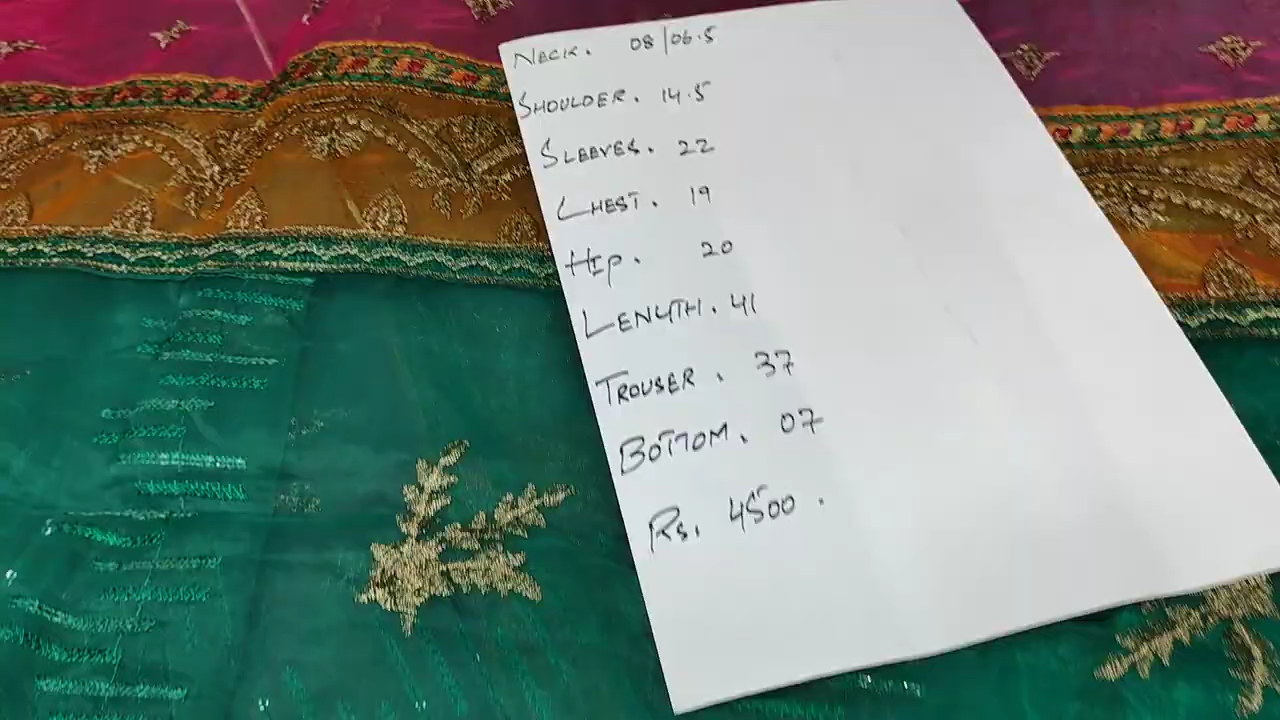 NECK. 08/06.5
SHOULDER. 14.5
SLEEVES. 22
CHEST. 19
HIP. 20
LENGTH. 41
TROUSER. 37
BOTTOM. 07
Rs. 4500.